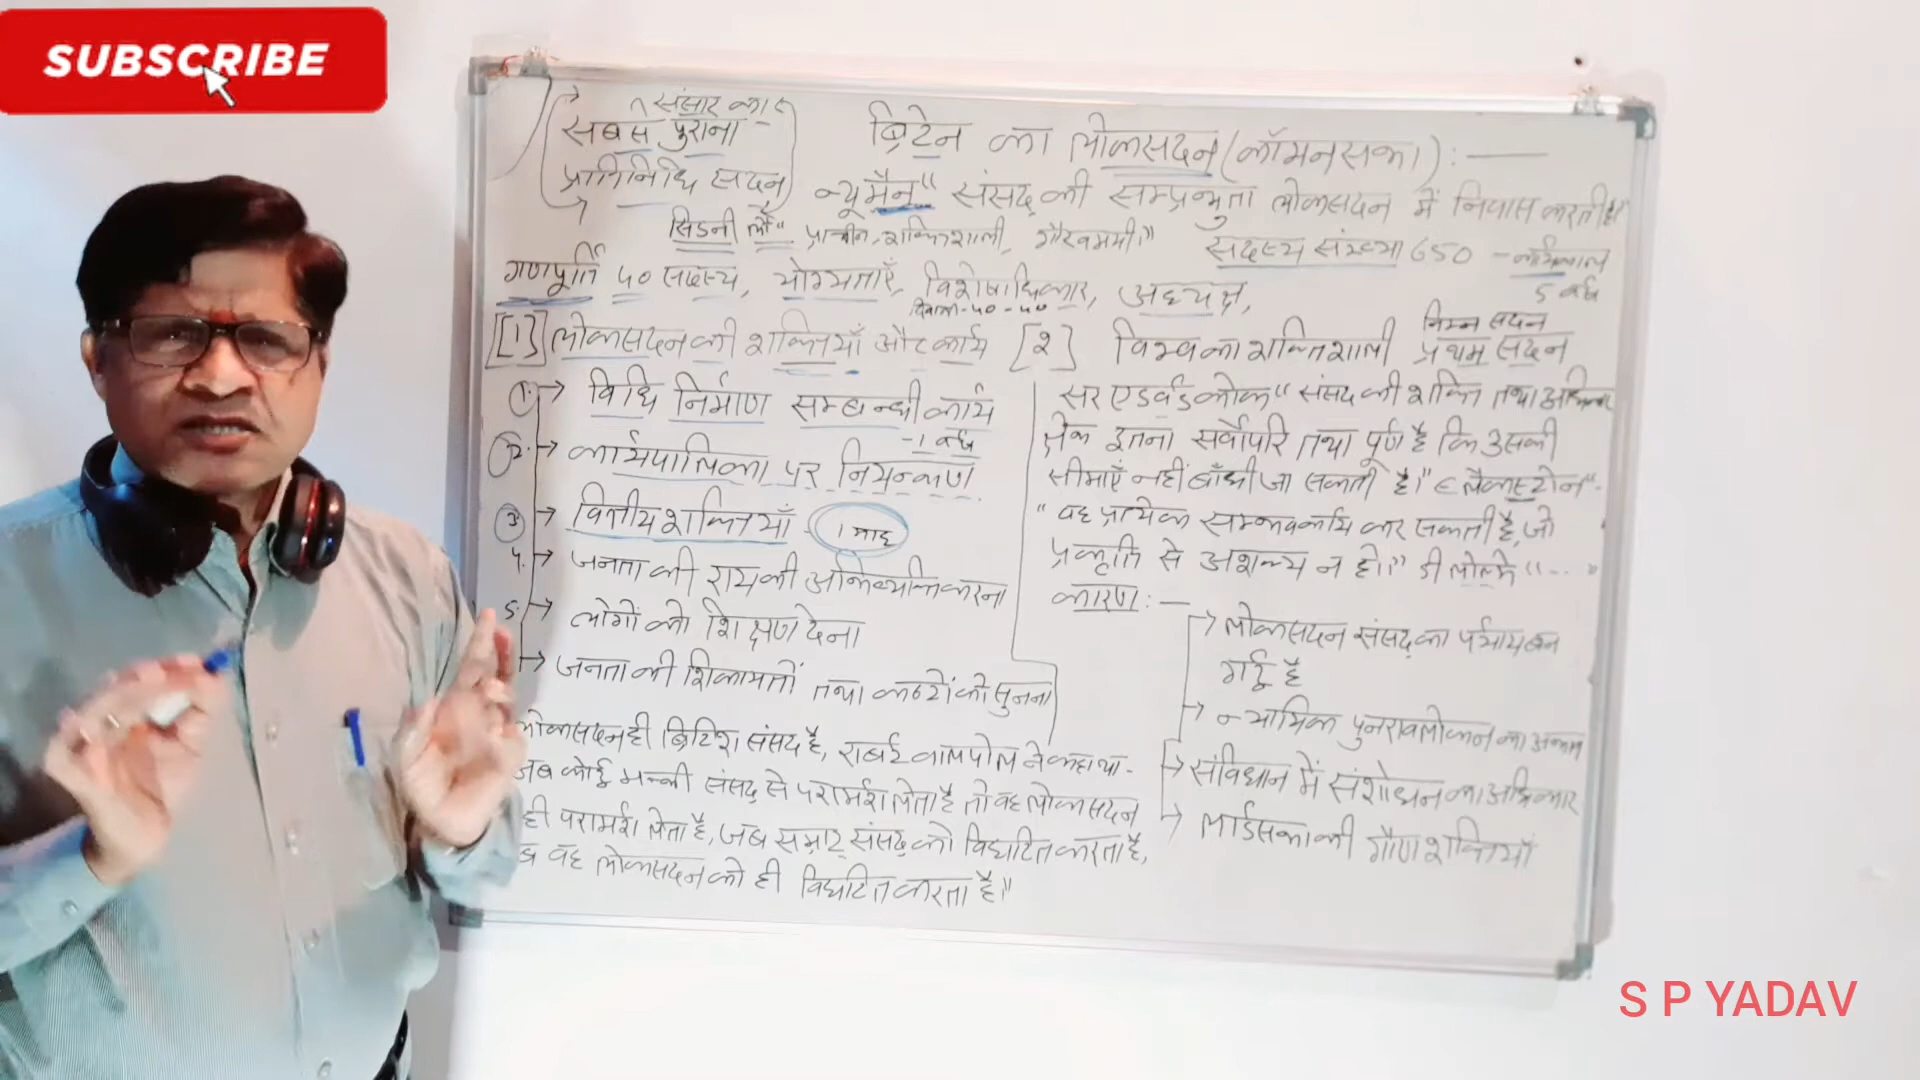 SUBSCRIBE
संसार का
सबसे पुराना
प्रतिनिधि सदन
ब्रिटेन का लोकसदन (कॉमनसभा) : —
न्यूमैन " संसद् की सम्प्रभुता लोकसदन में निवास करती है।"
सिडनी लौ " प्राचीन, शक्तिशाली, गौरवमयी।"
सदस्य संख्या 650 - कार्यकाल
5 वर्ष
गणपूर्ति ५० सदस्य, योग्यताएँ, विशेषाधिकार, अध्यक्ष,
[1] लोकसदन की शक्तियाँ और कार्य
1. → विधि निर्माण सम्बन्धी कार्य
- 1 वर्ष
2. → कार्यपालिका पर नियन्त्रण
3 → वित्तीय शक्तियाँ - 1 माह
4. → जनता की राय की अभिव्यक्ति करना
5. → लोगों को शिक्षण देना
→ जनता की शिकायतों तथा कष्टों को सुनना
लोकसदन ही ब्रिटिश संसद है, राबर्ट वालपोल ने कहा था -
जब कोई मन्त्री संसद् से परामर्श लेता है तो वह लोकसदन
ही परामर्श लेता है, जब सम्राट् संसद् को विघटित करता है,
वह लोकसदन को ही विघटित करता है।"
[2] विश्व का शक्तिशाली प्रथम सदन
निम्न सदन
सर एडवर्ड कोक " संसद की शक्ति तथा अधिकार
क्षेत्र इतना सर्वोपरि तथा पूर्ण है कि उसकी
सीमाएँ नहीं बाँधी जा सकती है।" ग्लैक्स्टोन" -
" वह प्रत्येक सम्भव कार्य कर सकती है, जो
प्रकृति से अशक्य न हो।" डी लोल्मे " ... "
कारण : —
→ लोकसदन संसद् का पर्याय बन
गई है
→ न्यायिक पुनरावलोकन का अभाव
→ संविधान में संशोधन का अधिकार
→ लार्डसभा की गौण शक्तियाँ
S P YADAV